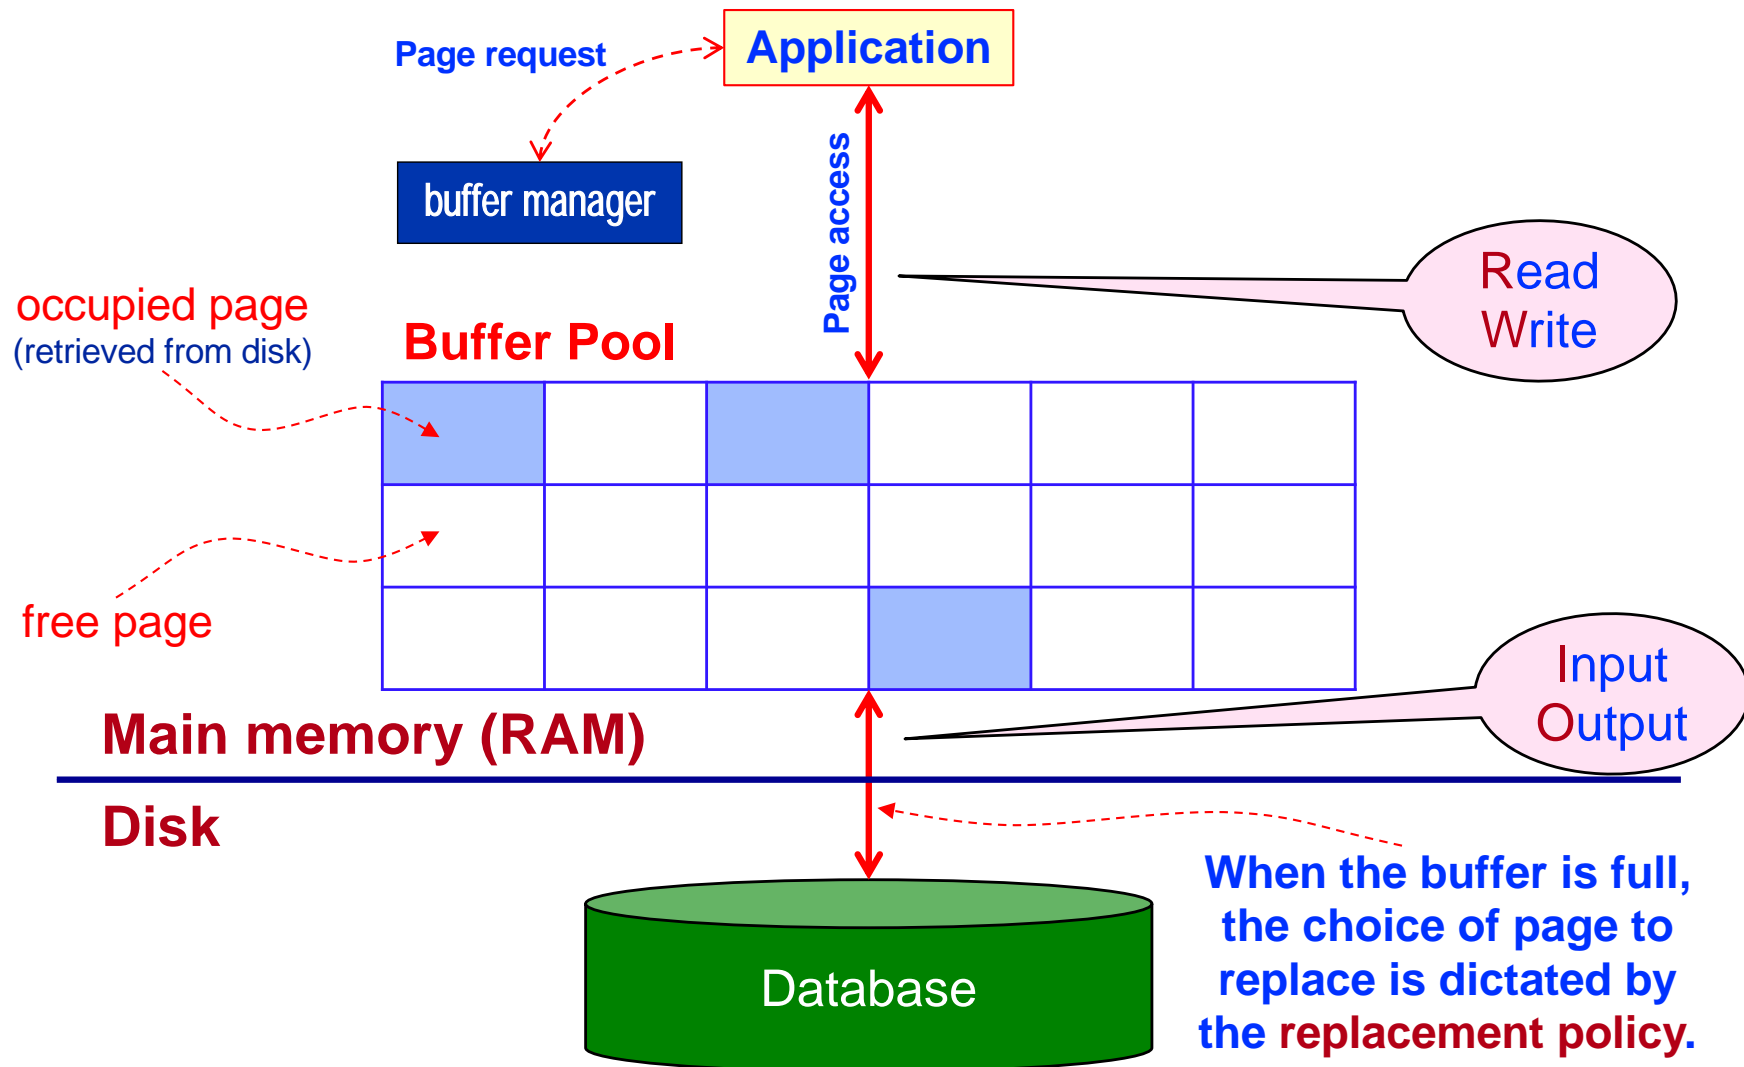 Page request
Application
buffer manager
Page access
Read
Write
occupied page
(retrieved from disk)
Buffer Pool
free page
Input
Output
Main memory (RAM)
Disk
When the buffer is full,
the choice of page to
replace is dictated by
the replacement policy.
Database